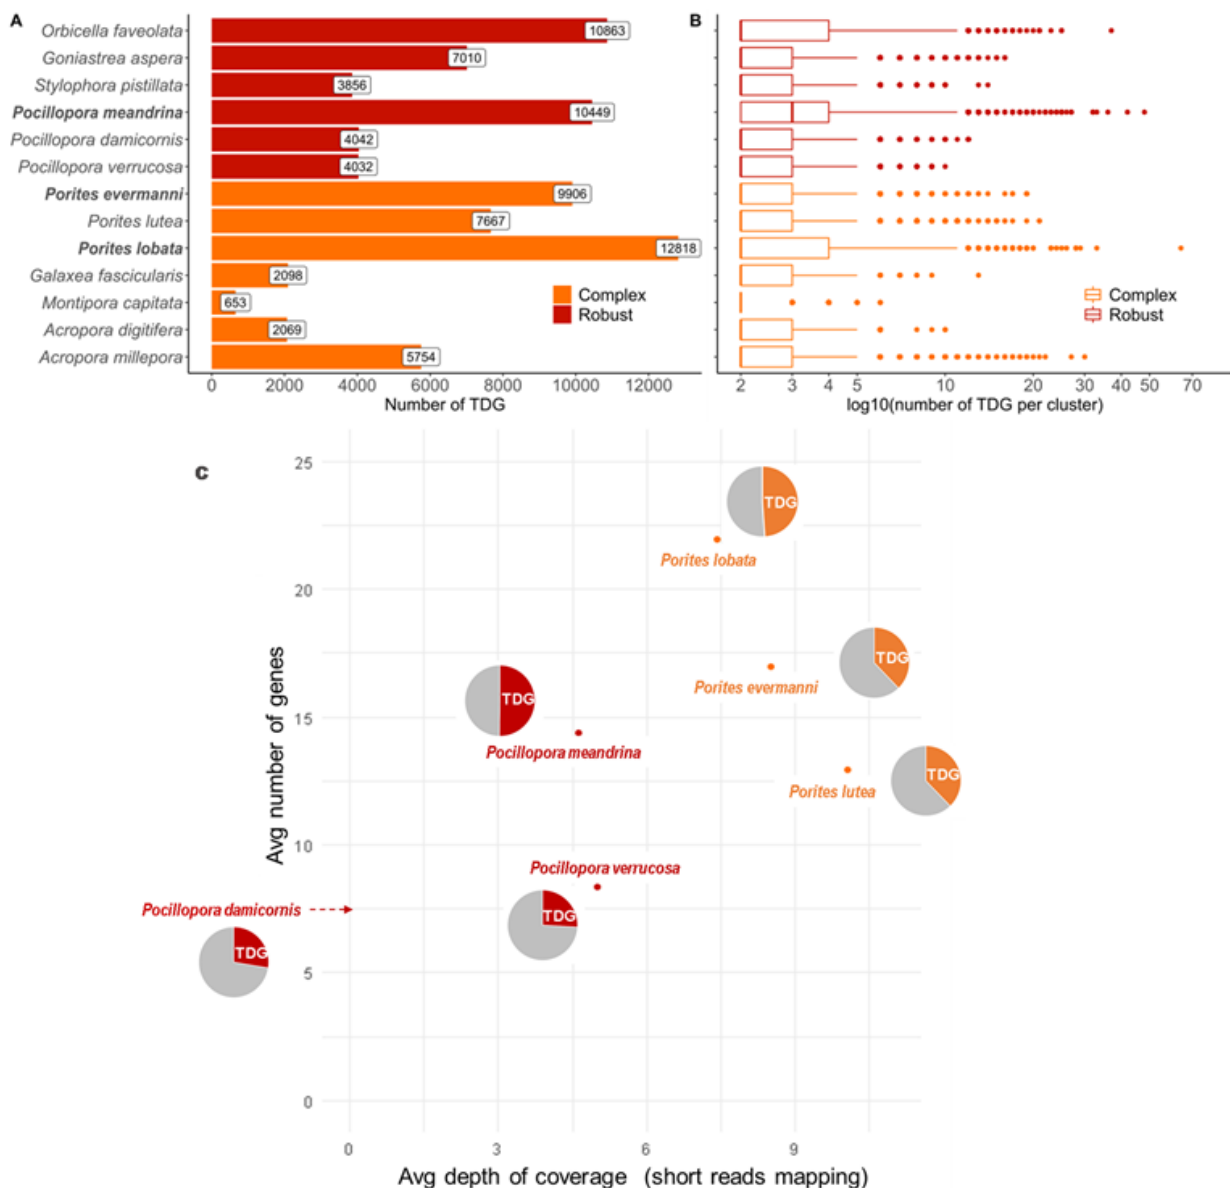 A
Orbicella faveolata 10863
Goniastrea aspera 7010
Stylophora pistillata 3856
Pocillopora meandrina 10449
Pocillopora damicornis 4042
Pocillopora verrucosa 4032
Porites evermanni 9906
Porites lutea 7667
Porites lobata 12818
Galaxea fascicularis 2098
Montipora capitata 653
Acropora digitifera 2069
Acropora millepora 5754
Complex
Robust
0 2000 4000 6000 8000 10000 12000
Number of TDG
B
Complex
Robust
2 3 4 5 10 20 30 40 50 70
log10(number of TDG per cluster)
C
25
20
15
10
5
0
Avg number of genes
TDG
Porites lobata
TDG
Porites evermanni
TDG
Pocillopora meandrina
TDG
Porites lutea
Pocillopora verrucosa
TDG
Pocillopora damicornis
TDG
0 3 6 9
Avg depth of coverage (short reads mapping)